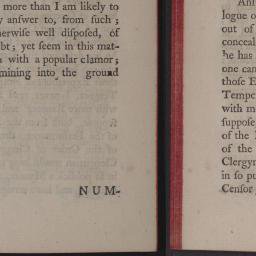 more than I am likely to
answer to, from such ;
herwiſe well diſpoſed, of
bt ; yet ſeem in this mat-
with a popular clamor ;
mining into the ground
NUM-
logue o
out of
conceal
he has
one can
thoſe E
Tempe
with m
ſuppoſe
of the
of the
Clergyn
in ſo pu
Cenſor